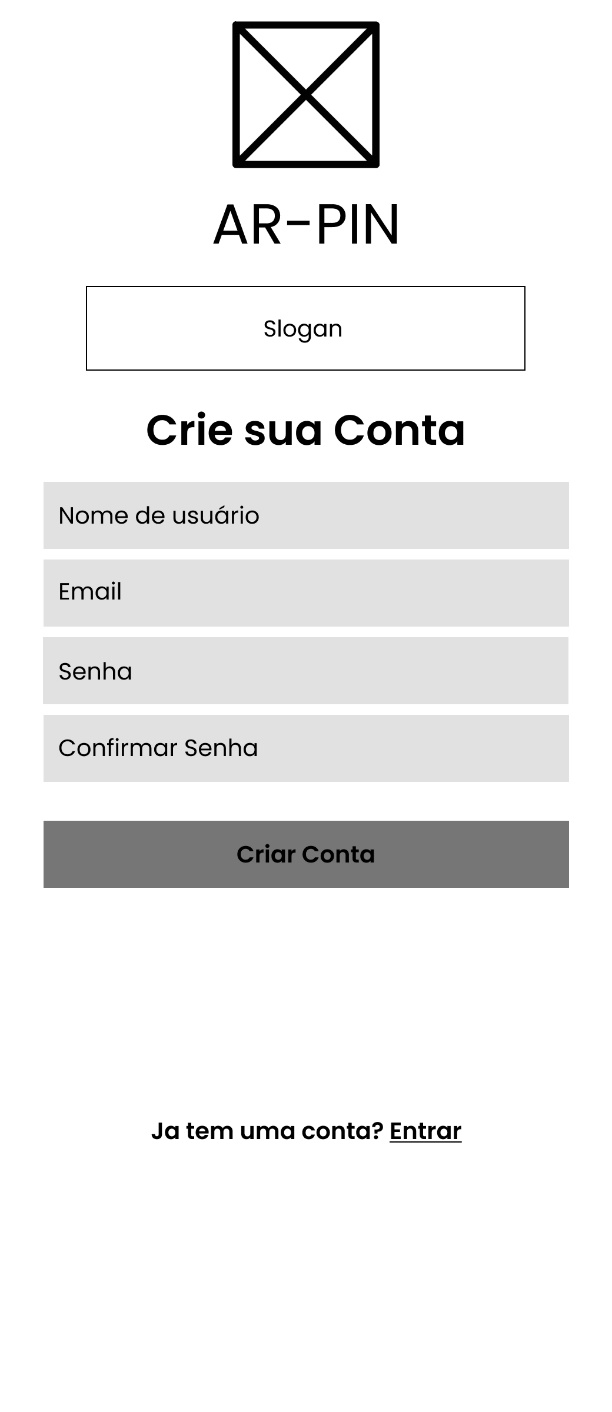 AR-PIN
Slogan
Crie sua Conta
Nome de usuário
Email
Senha
Confirmar Senha
Criar Conta
Ja tem uma conta? Entrar